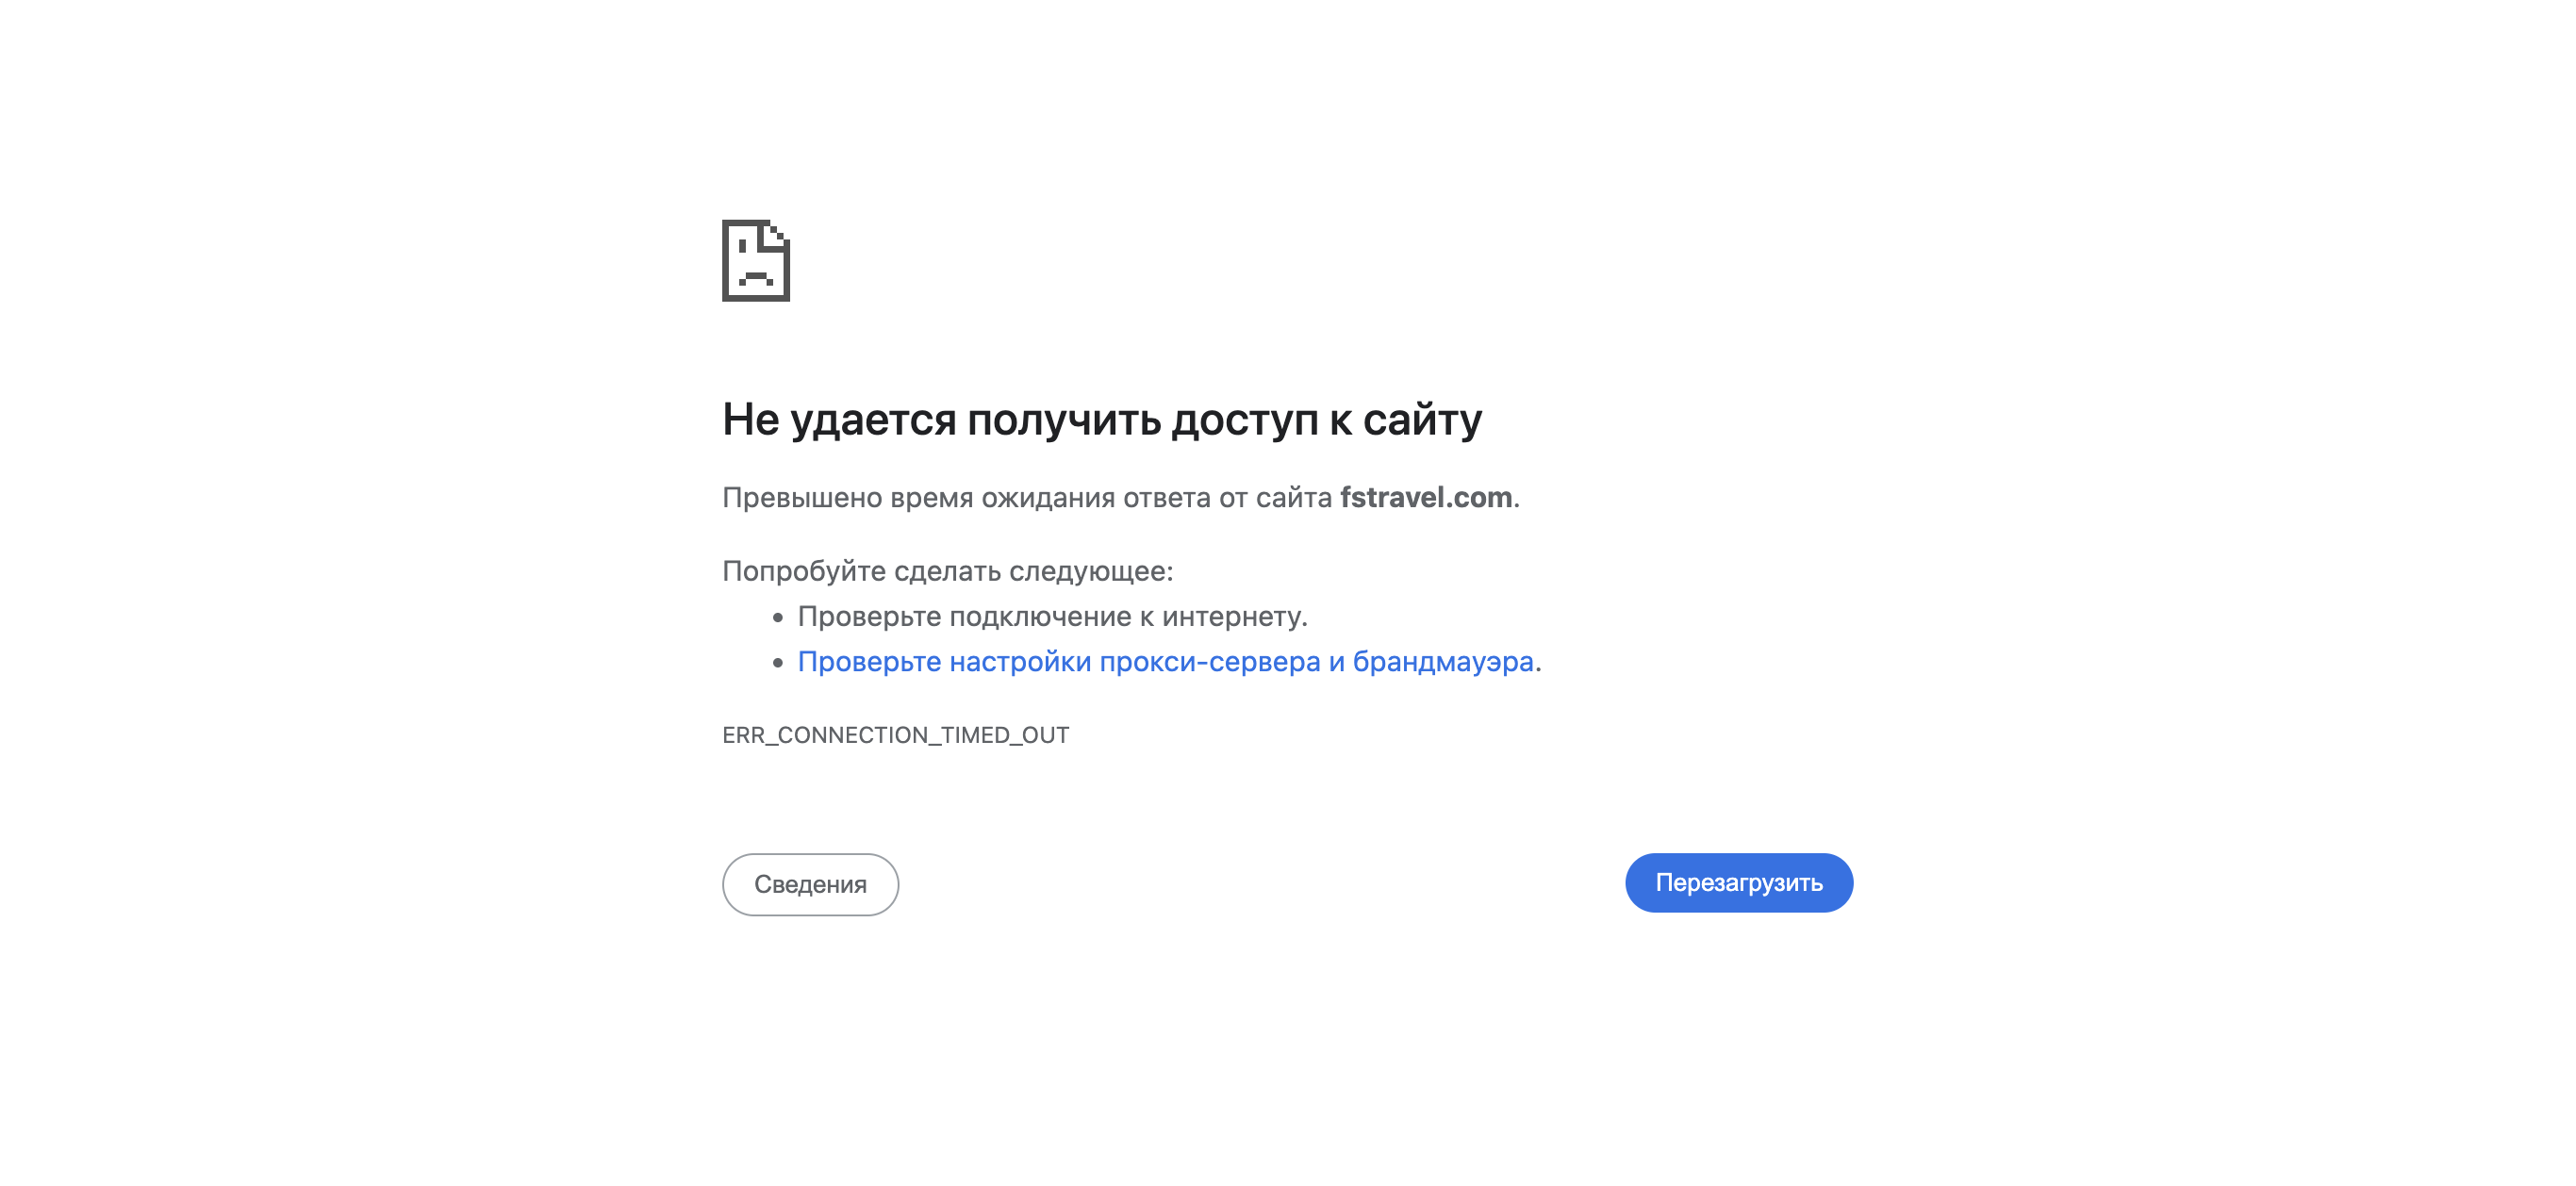 Не удается получить доступ к сайту
Превышено время ожидания ответа от сайта fstravel.com.
Попробуйте сделать следующее:
• Проверьте подключение к интернету.
• Проверьте настройки прокси-сервера и брандмауэра.
ERR_CONNECTION_TIMED_OUT
Сведения
Перезагрузить